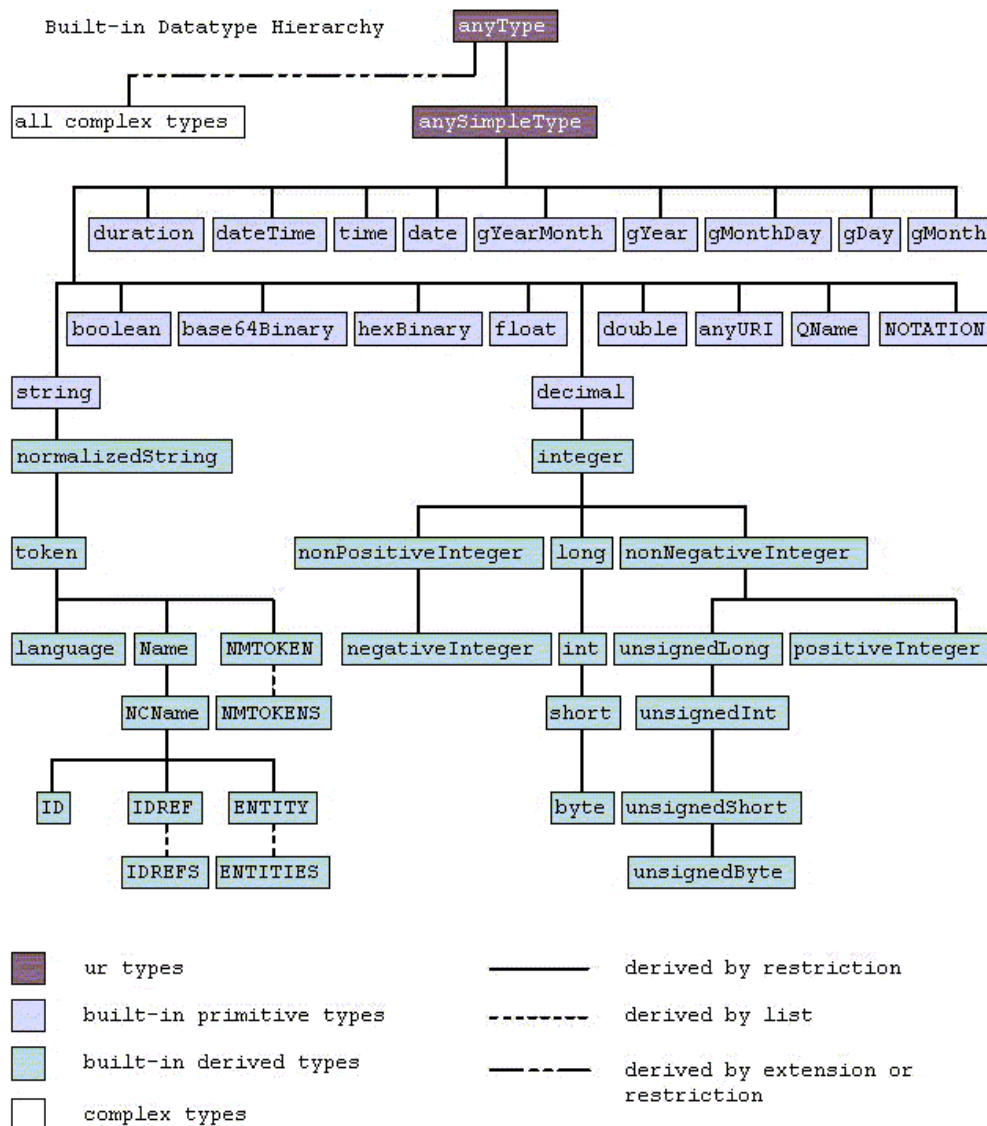 Built-in Datatype Hierarchy
anyType
all complex types
anySimpleType
duration
dateTime
time
date
gYearMonth
gYear
gMonthDay
gDay
gMonth
boolean
base64Binary
hexBinary
float
double
anyURI
QName
NOTATION
string
decimal
normalizedString
integer
token
nonPositiveInteger
long
nonNegativeInteger
language
Name
NMTOKEN
negativeInteger
int
unsignedLong
positiveInteger
NCName
NMTOKENS
short
unsignedInt
ID
IDREF
ENTITY
byte
unsignedShort
IDREFS
ENTITIES
unsignedByte
ur types
derived by restriction
built-in primitive types
derived by list
built-in derived types
derived by extension or
restriction
complex types